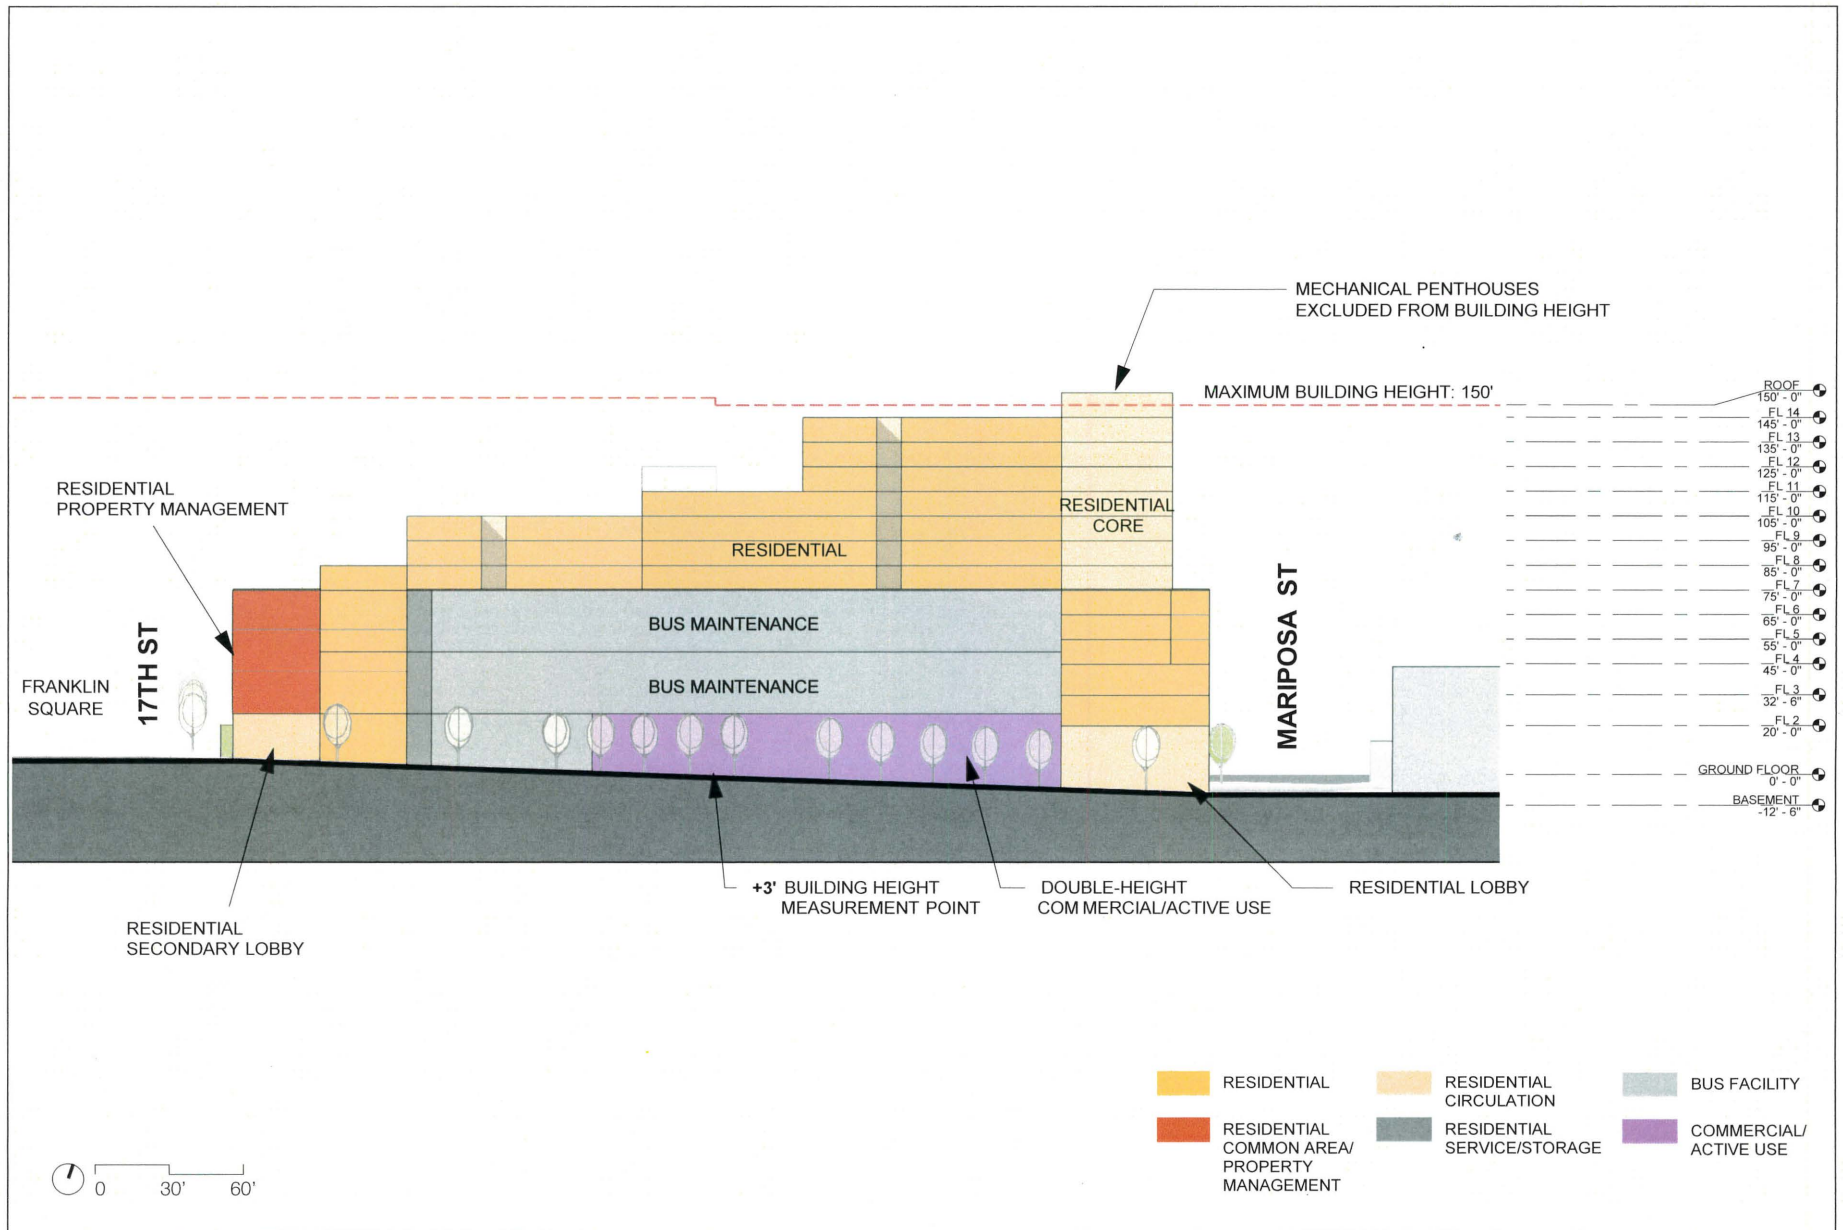 MECHANICAL PENTHOUSES
EXCLUDED FROM BUILDING HEIGHT
MAXIMUM BUILDING HEIGHT: 150'
ROOF
150' - 0"
FL 14
145' - 0"
FL 13
135' - 0"
FL 12
125' - 0"
FL 11
115' - 0"
FL 10
105' - 0"
FL 9
95' - 0"
FL 8
85' - 0"
FL 7
75' - 0"
FL 6
65' - 0"
FL 5
55' - 0"
FL 4
45' - 0"
FL 3
32' - 6"
FL 2
20' - 0"
GROUND FLOOR
0' - 0"
BASEMENT
-12' - 6"
RESIDENTIAL
PROPERTY MANAGEMENT
RESIDENTIAL
CORE
RESIDENTIAL
BUS MAINTENANCE
BUS MAINTENANCE
FRANKLIN
SQUARE
17TH ST
MARIPOSA ST
+3' BUILDING HEIGHT
MEASUREMENT POINT
DOUBLE-HEIGHT
COM MERCIAL/ACTIVE USE
RESIDENTIAL LOBBY
RESIDENTIAL
SECONDARY LOBBY
RESIDENTIAL
RESIDENTIAL
CIRCULATION
BUS FACILITY
RESIDENTIAL
COMMON AREA/
PROPERTY
MANAGEMENT
RESIDENTIAL
SERVICE/STORAGE
COMMERCIAL/
ACTIVE USE
0 30' 60'